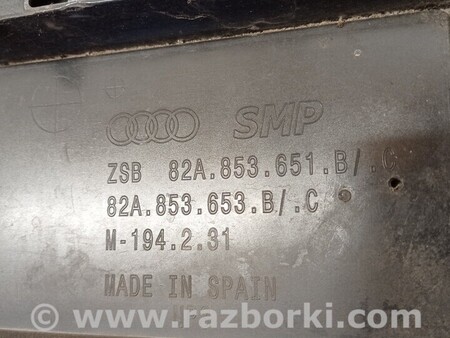 SMP
ZSB 82A.853.651.B/.C
82A.853.653.B/.C
M-194.2.31
MADE IN SPAIN
www.razborki.com